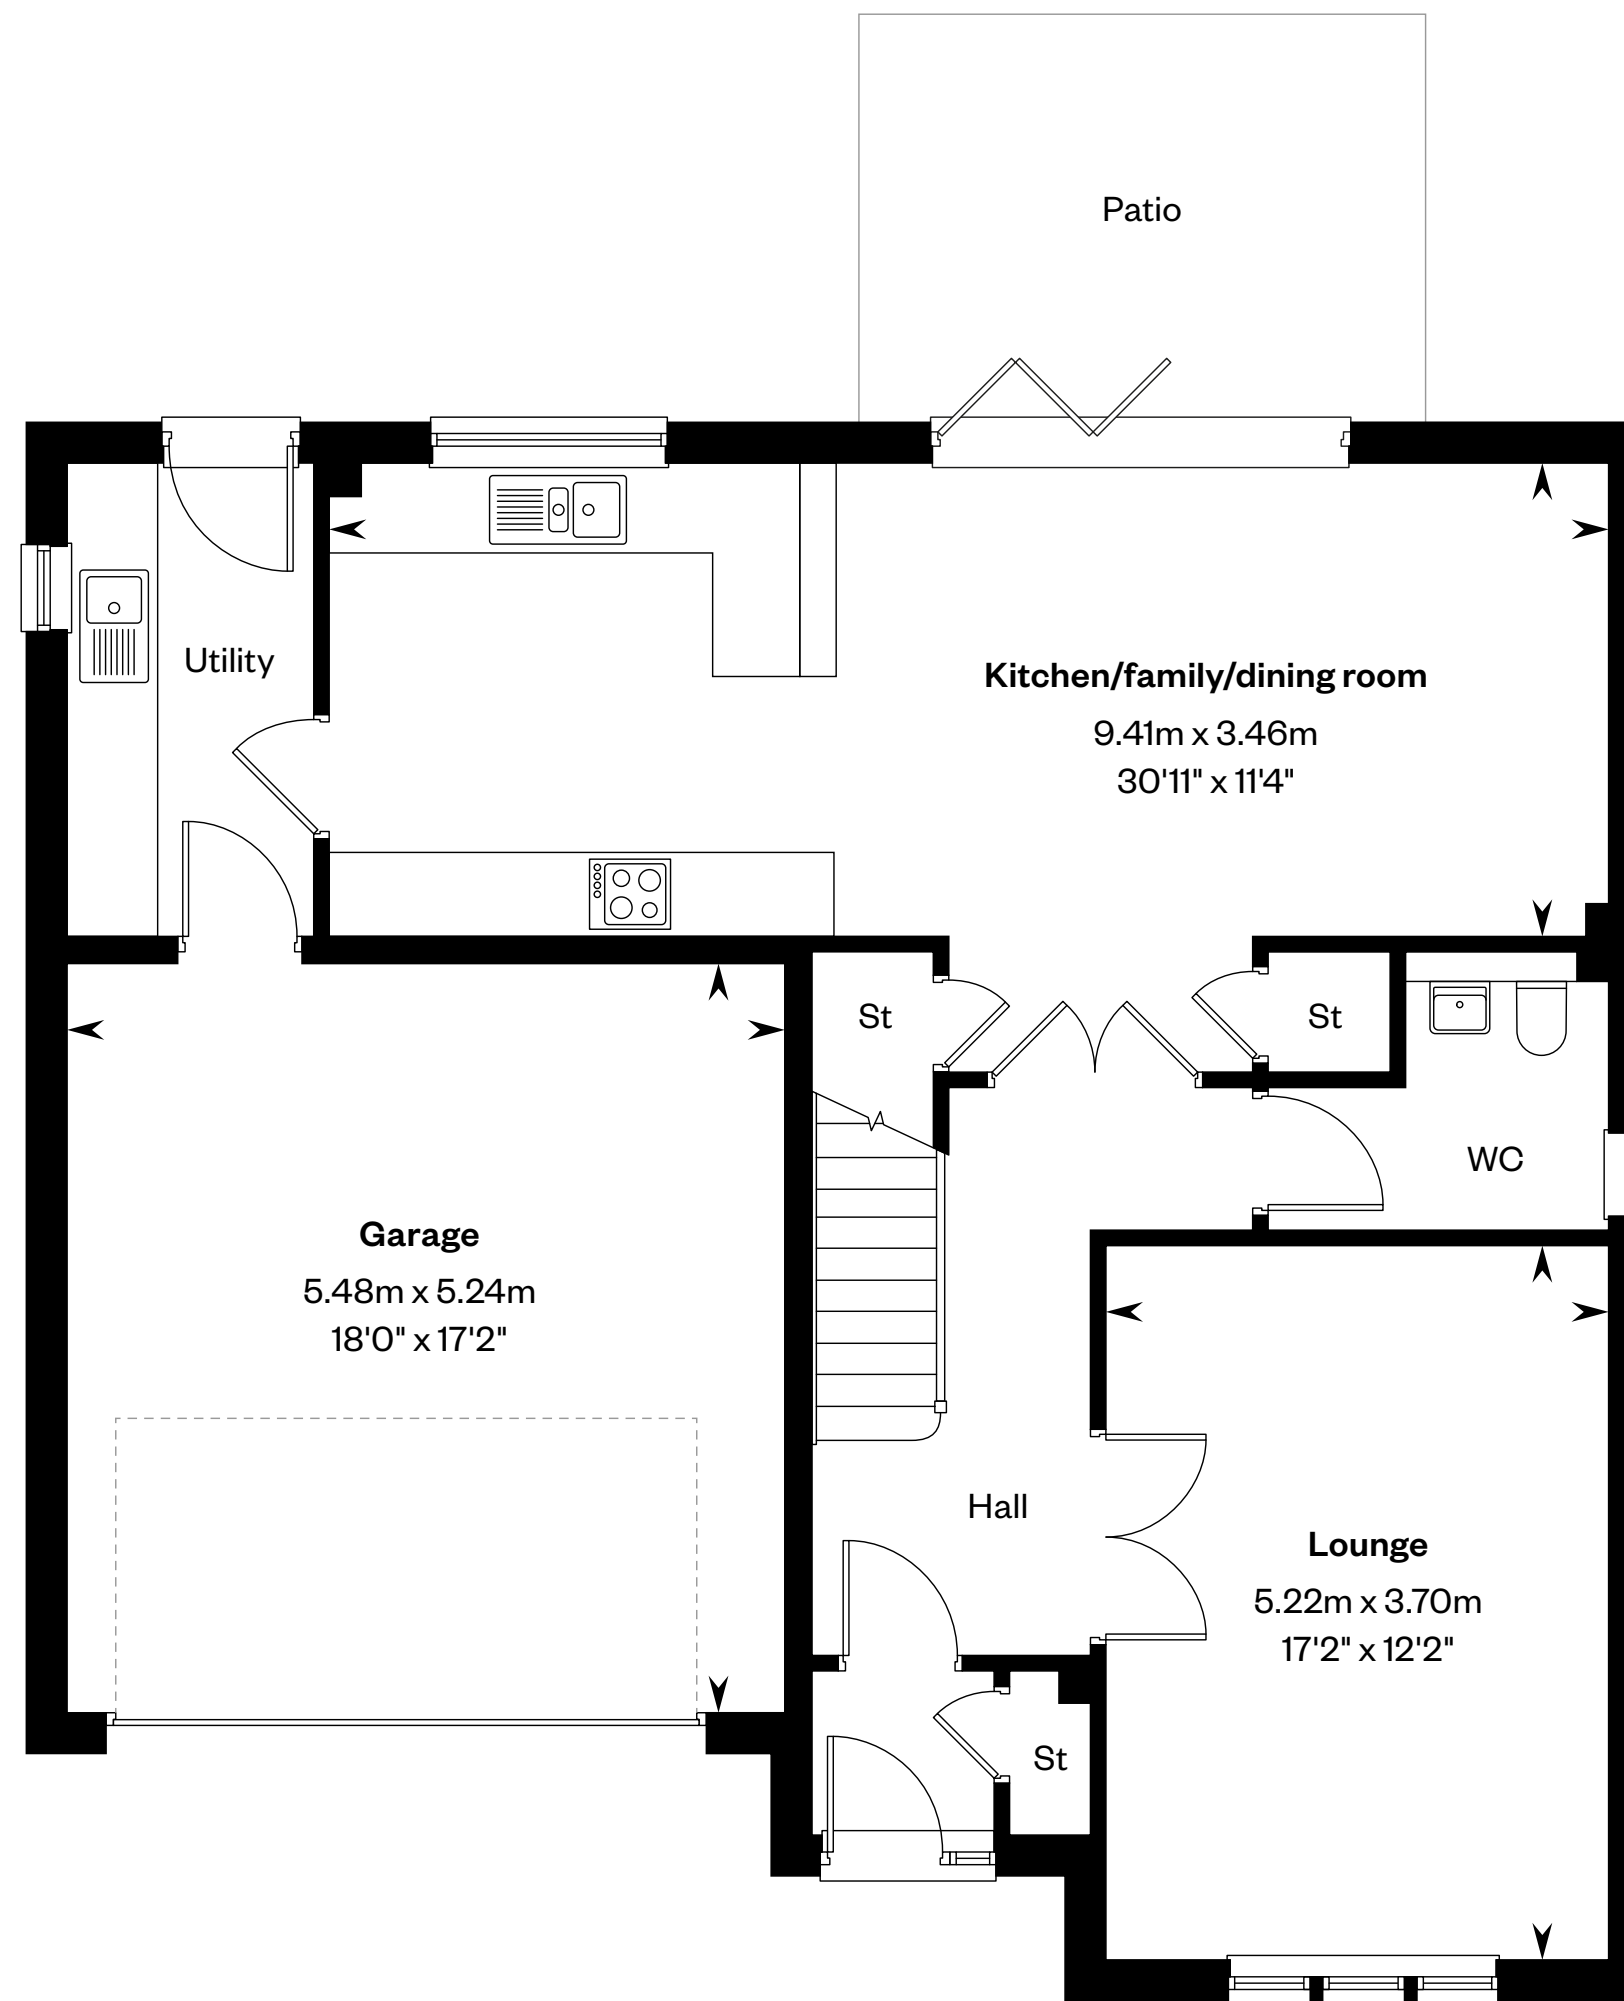 Patio
Utility
Kitchen/family/dining room
9.41m x 3.46m
30'11" x 11'4"
St
St
WC
Garage
5.48m x 5.24m
18'0" x 17'2"
Hall
Lounge
5.22m x 3.70m
17'2" x 12'2"
St